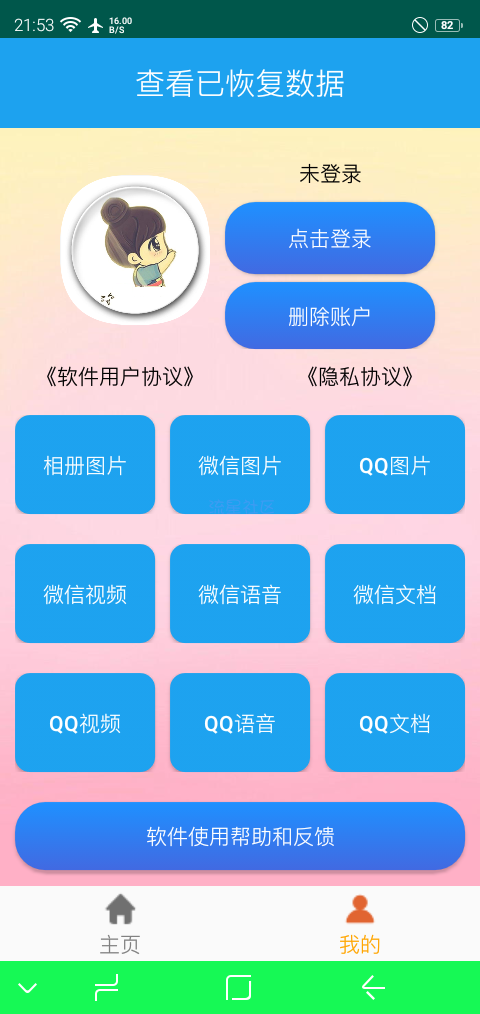 21:53
16.00
B/S
82
查看已恢复数据
未登录
点击登录
删除账户
《软件用户协议》
《隐私协议》
相册图片
微信图片
QQ图片
微信视频
微信语音
微信文档
QQ视频
QQ语音
QQ文档
软件使用帮助和反馈
主页
我的